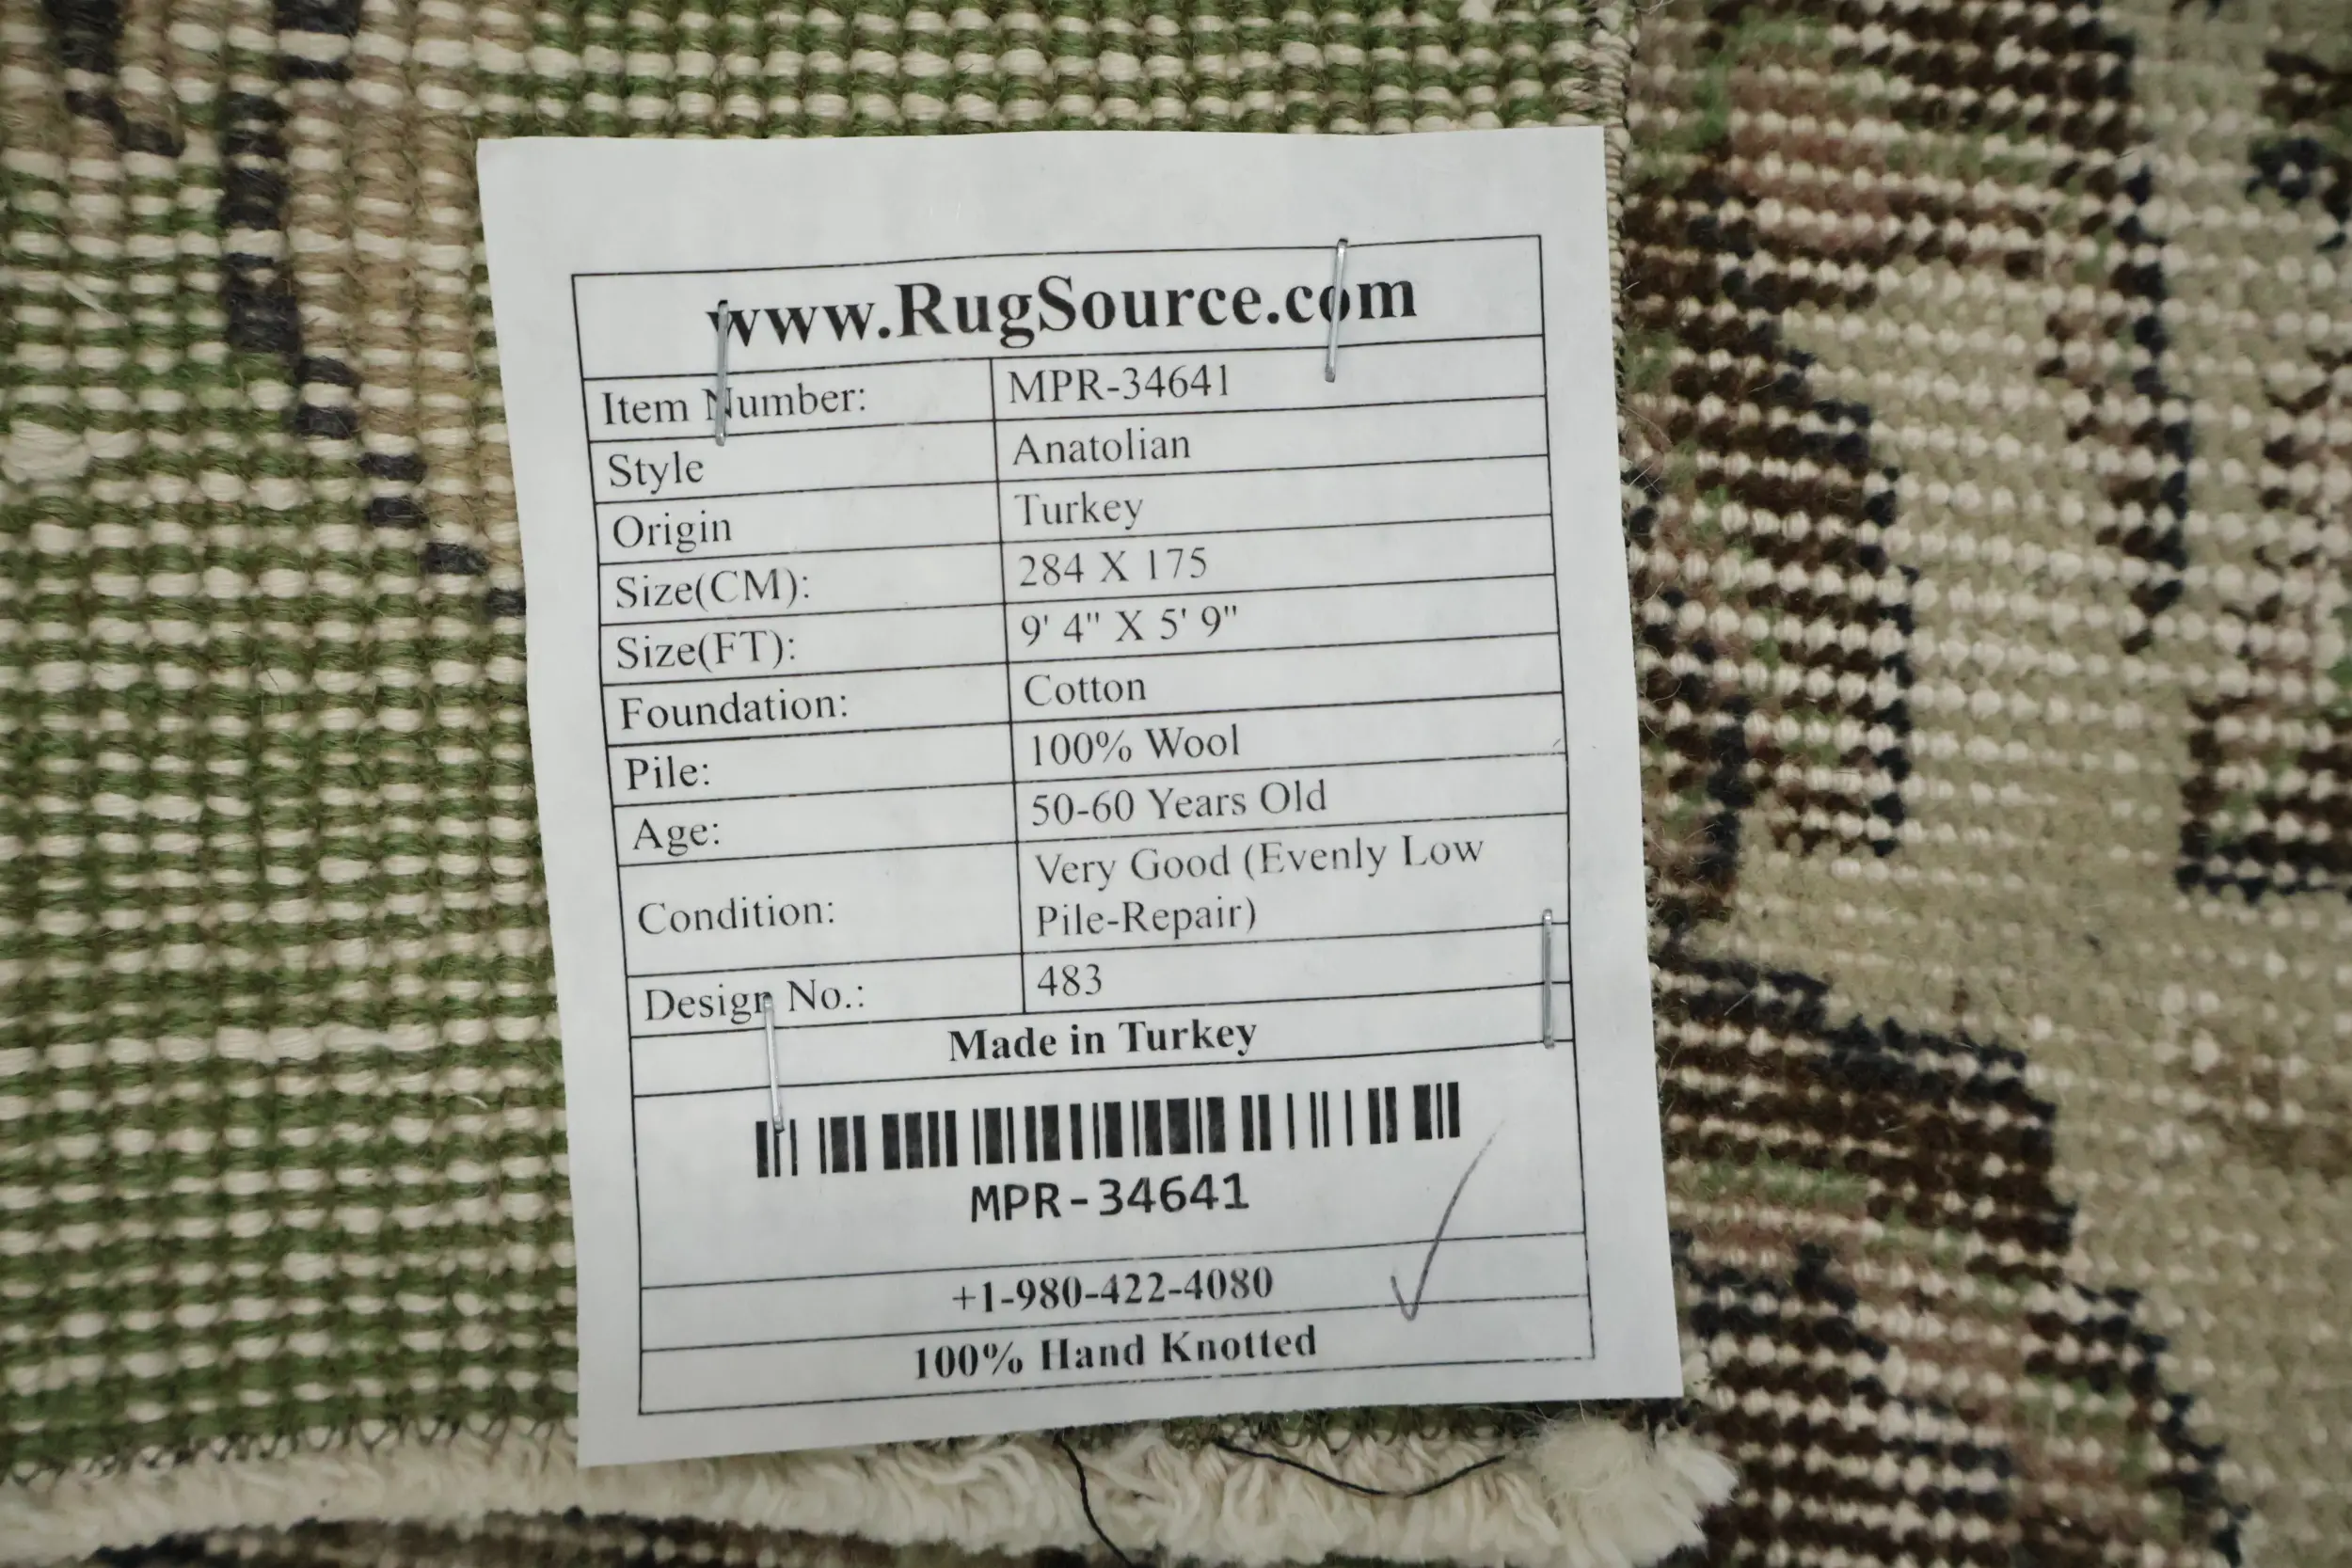 www.RugSource.com
Item Number: MPR-34641
Style Anatolian
Origin Turkey
Size(CM): 284 X 175
Size(FT): 9' 4" X 5' 9"
Foundation: Cotton
Pile: 100% Wool
Age: 50-60 Years Old
Condition: Very Good (Evenly Low
Pile-Repair)
Design No.: 483
Made in Turkey
MPR-34641
+1-980-422-4080
100% Hand Knotted